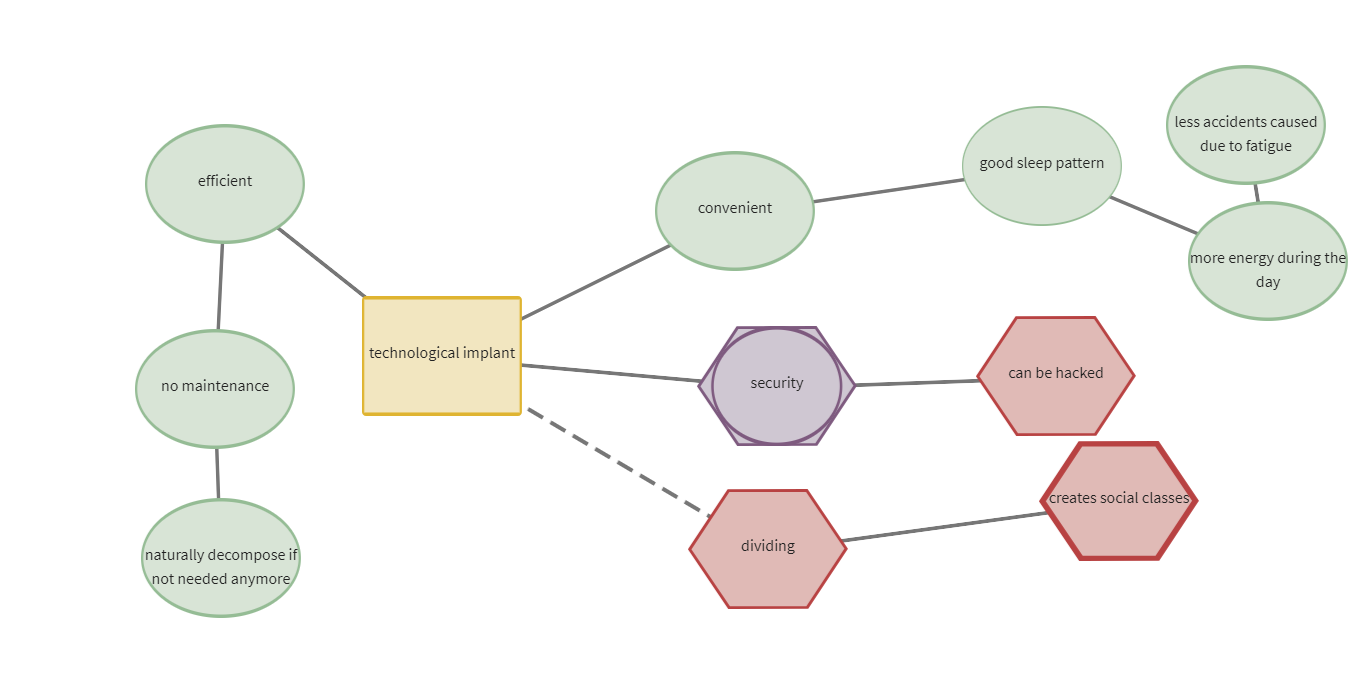 less accidents caused
due to fatigue
good sleep pattern
efficient
convenient
more energy during the
day
technological implant
can be hacked
security
no maintenance
creates social classes
dividing
naturally decompose if
not needed anymore